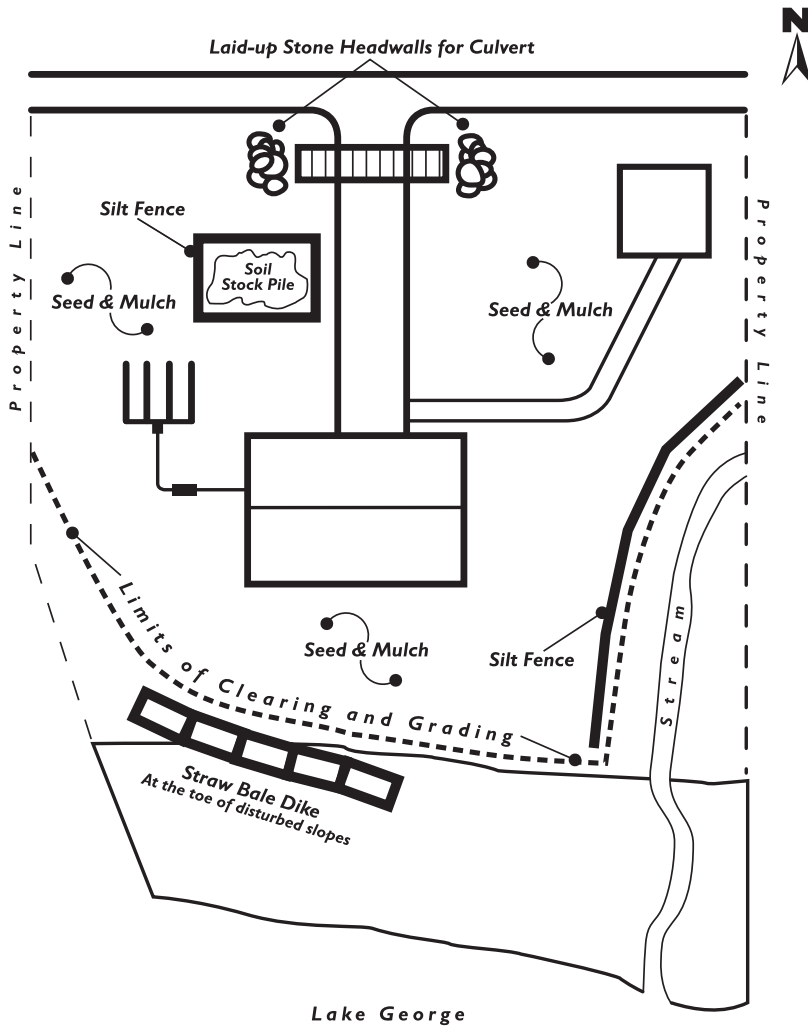 N
Laid-up Stone Headwalls for Culvert
Silt Fence
Property Line
Property Line
Soil
Stock Pile
Seed & Mulch
Seed & Mulch
Limits of Clearing and Grading
Seed & Mulch
Silt Fence
Stream
Straw Bale Dike
At the toe of disturbed slopes
Lake George